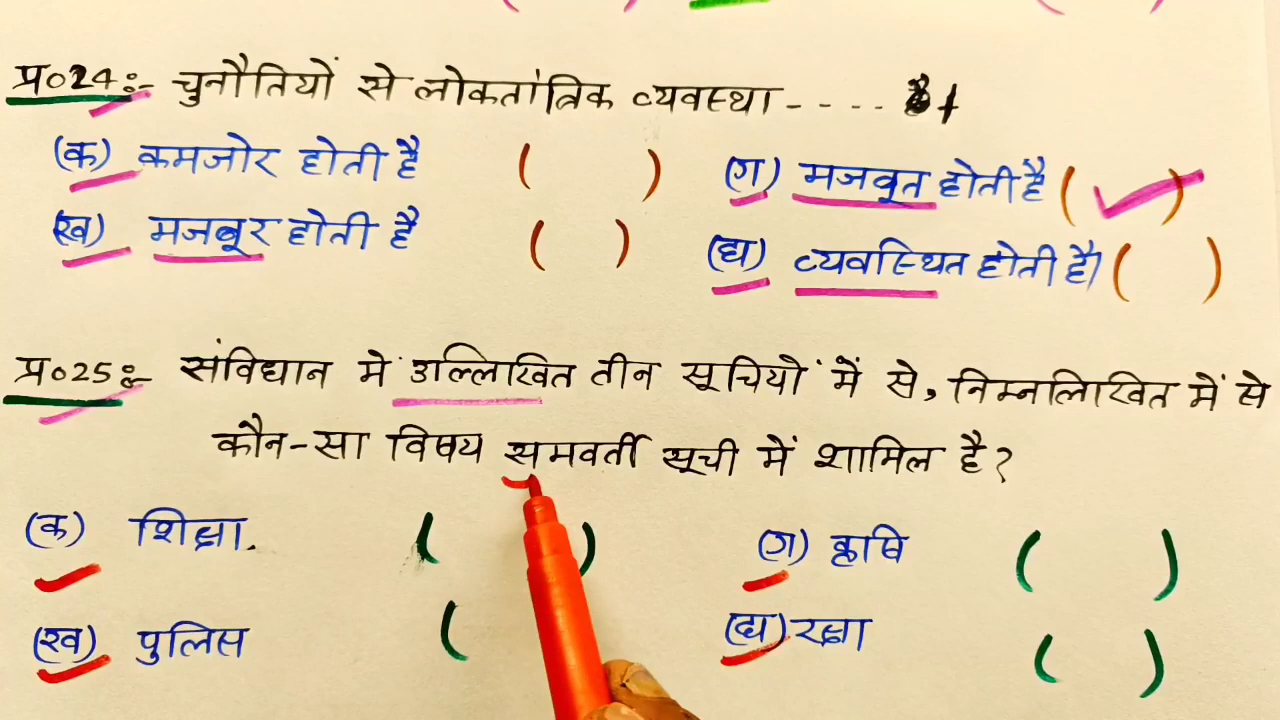 प्र०24:- चुनौतियों से लोकतांत्रिक व्यवस्था - - - - है।
(क) कमजोर होती है ( ) (ग) मजबूत होती है ( ✓ )
(ख) मजबूर होती है ( ) (घ) व्यवस्थित होती है। ( )
प्र०25:- संविधान में उल्लिखित तीन सूचियों में से, निम्नलिखित में से
कौन-सा विषय समवर्ती सूची में शामिल है?
(क) शिक्षा. ( ) (ग) कृषि ( )
(ख) पुलिस ( (घ) रक्षा ( )